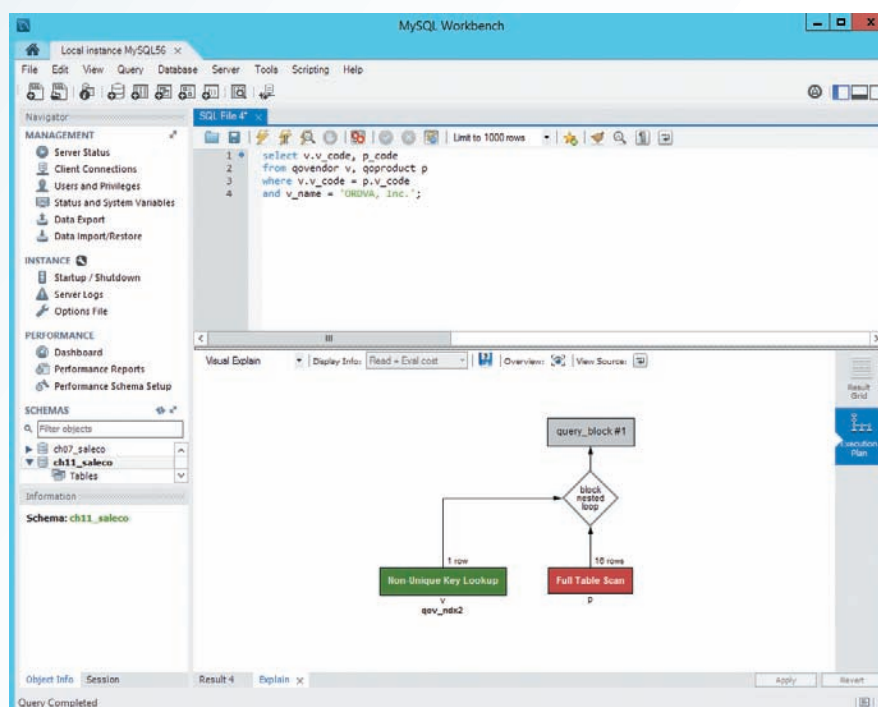 MySQL Workbench
Local instance MySQL56 ×
File Edit View Query Database Server Tools Scripting Help
Navigator
SQL File 4* ×
MANAGEMENT
Server Status
Client Connections
Users and Privileges
Status and System Variables
Data Export
Data Import/Restore
INSTANCE
Startup / Shutdown
Server Logs
Options File
PERFORMANCE
Dashboard
Performance Reports
Performance Schema Setup
SCHEMAS
Filter objects
ch07_saleco
ch11_saleco
Tables
Information
Schema: ch11_saleco
Object Info Session
Limit to 1000 rows
1 select v.v_code, p_code
2 from qovendor v, qoproduct p
3 where v.v_code = p.v_code
4 and v_name = 'ORDVA, Inc.';
Visual Explain Display Info: Read + Eval cost Overview: View Source:
query_block #1
block
nested
loop
1 row
16 rows
Non-Unique Key Lookup
Full Table Scan
v
p
qov_ndx2
Result
Grid
Execution
Plan
Result 4 Explain ×
Apply Revert
Query Completed